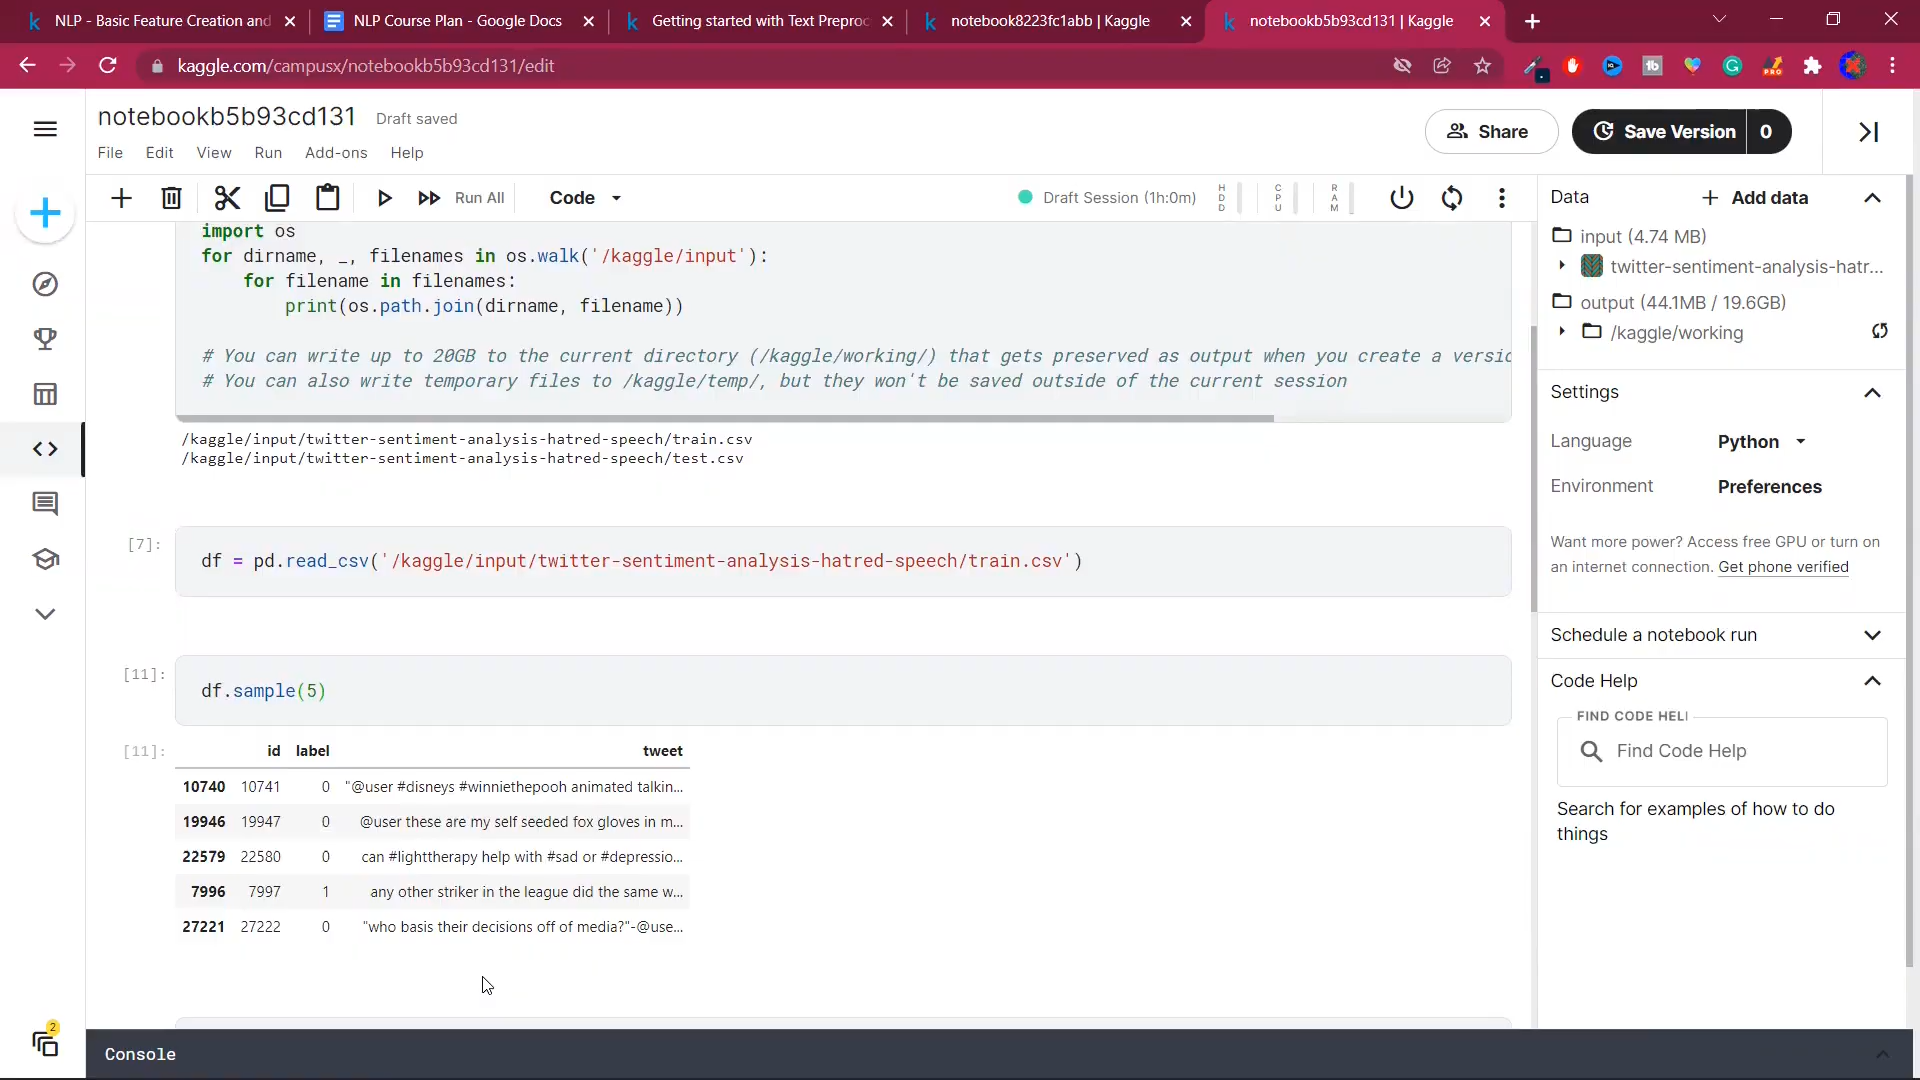 NLP - Basic Feature Creation and
NLP Course Plan - Google Docs
Getting started with Text Preproc
notebook8223fc1abb | Kaggle
notebookb5b93cd131 | Kaggle
kaggle.com/campusx/notebookb5b93cd131/edit
notebookb5b93cd131 Draft saved
Share
Save Version 0
File Edit View Run Add-ons Help
Run All
Code
Draft Session (1h:0m)
HDD
CPU
RAM
import os
for dirname, _, filenames in os.walk('/kaggle/input'):
for filename in filenames:
print(os.path.join(dirname, filename))
# You can write up to 20GB to the current directory (/kaggle/working/) that gets preserved as output when you create a versio
# You can also write temporary files to /kaggle/temp/, but they won't be saved outside of the current session
/kaggle/input/twitter-sentiment-analysis-hatred-speech/train.csv
/kaggle/input/twitter-sentiment-analysis-hatred-speech/test.csv
[7]: df = pd.read_csv('/kaggle/input/twitter-sentiment-analysis-hatred-speech/train.csv')
[11]: df.sample(5)
[11]: id label tweet
10740 10741 0 "@user #disneys #winniethepooh animated talkin...
19946 19947 0 @user these are my self seeded fox gloves in m...
22579 22580 0 can #lighttherapy help with #sad or #depressio...
7996 7997 1 any other striker in the league did the same w...
27221 27222 0 "who basis their decisions off of media?"-@use...
Data
Add data
input (4.74 MB)
twitter-sentiment-analysis-hatr...
output (44.1MB / 19.6GB)
/kaggle/working
Settings
Language Python
Environment Preferences
Want more power? Access free GPU or turn on
an internet connection. Get phone verified
Schedule a notebook run
Code Help
FIND CODE HELI
Find Code Help
Search for examples of how to do
things
2
Console